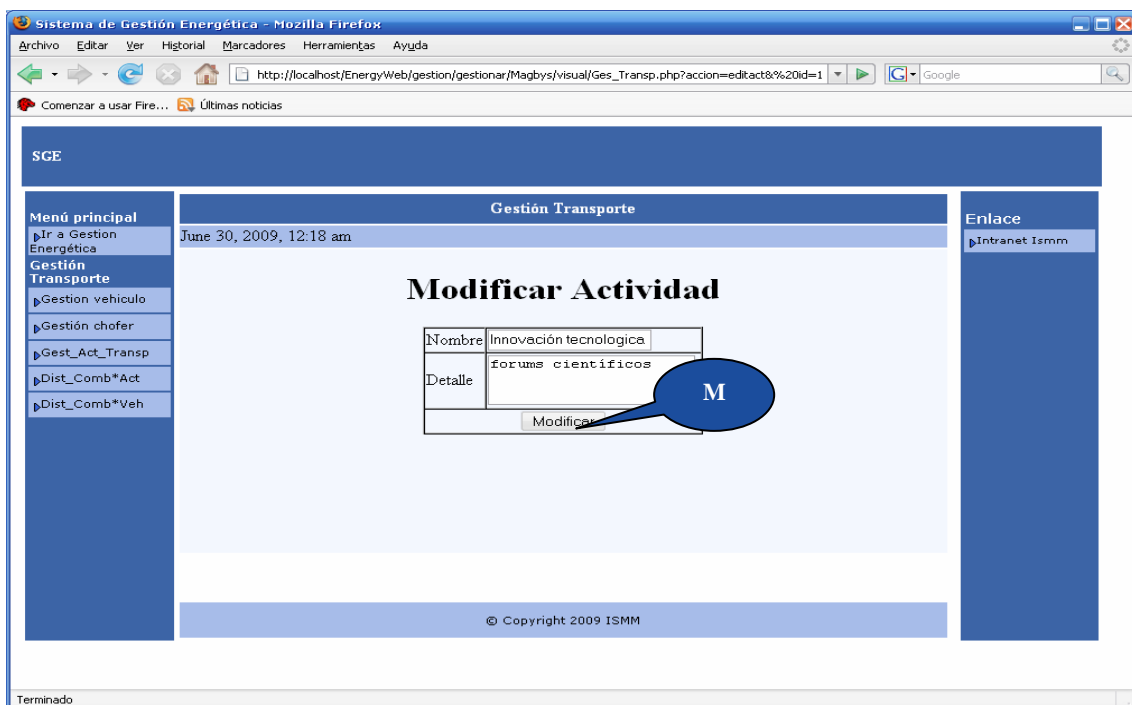 Sistema de Gestión Energética - Mozilla Firefox
Archivo Editar Ver Historial Marcadores Herramientas Ayuda
http://localhost/EnergyWeb/gestion/gestionar/Magbys/visual/Ges_Transp.php?accion=editact&%20id=1
G Google
Comenzar a usar Fire... Últimas noticias
SGE
Menú principal
Ir a Gestion
Energética
Gestión
Transporte
Gestion vehiculo
Gestión chofer
Gest_Act_Transp
Dist_Comb*Act
Dist_Comb*Veh
Gestión Transporte
June 30, 2009, 12:18 am
Modificar Actividad
Nombre Innovación tecnologica
Detalle forums científicos
M
Modificar
Enlace
Intranet Ismm
© Copyright 2009 ISMM
Terminado